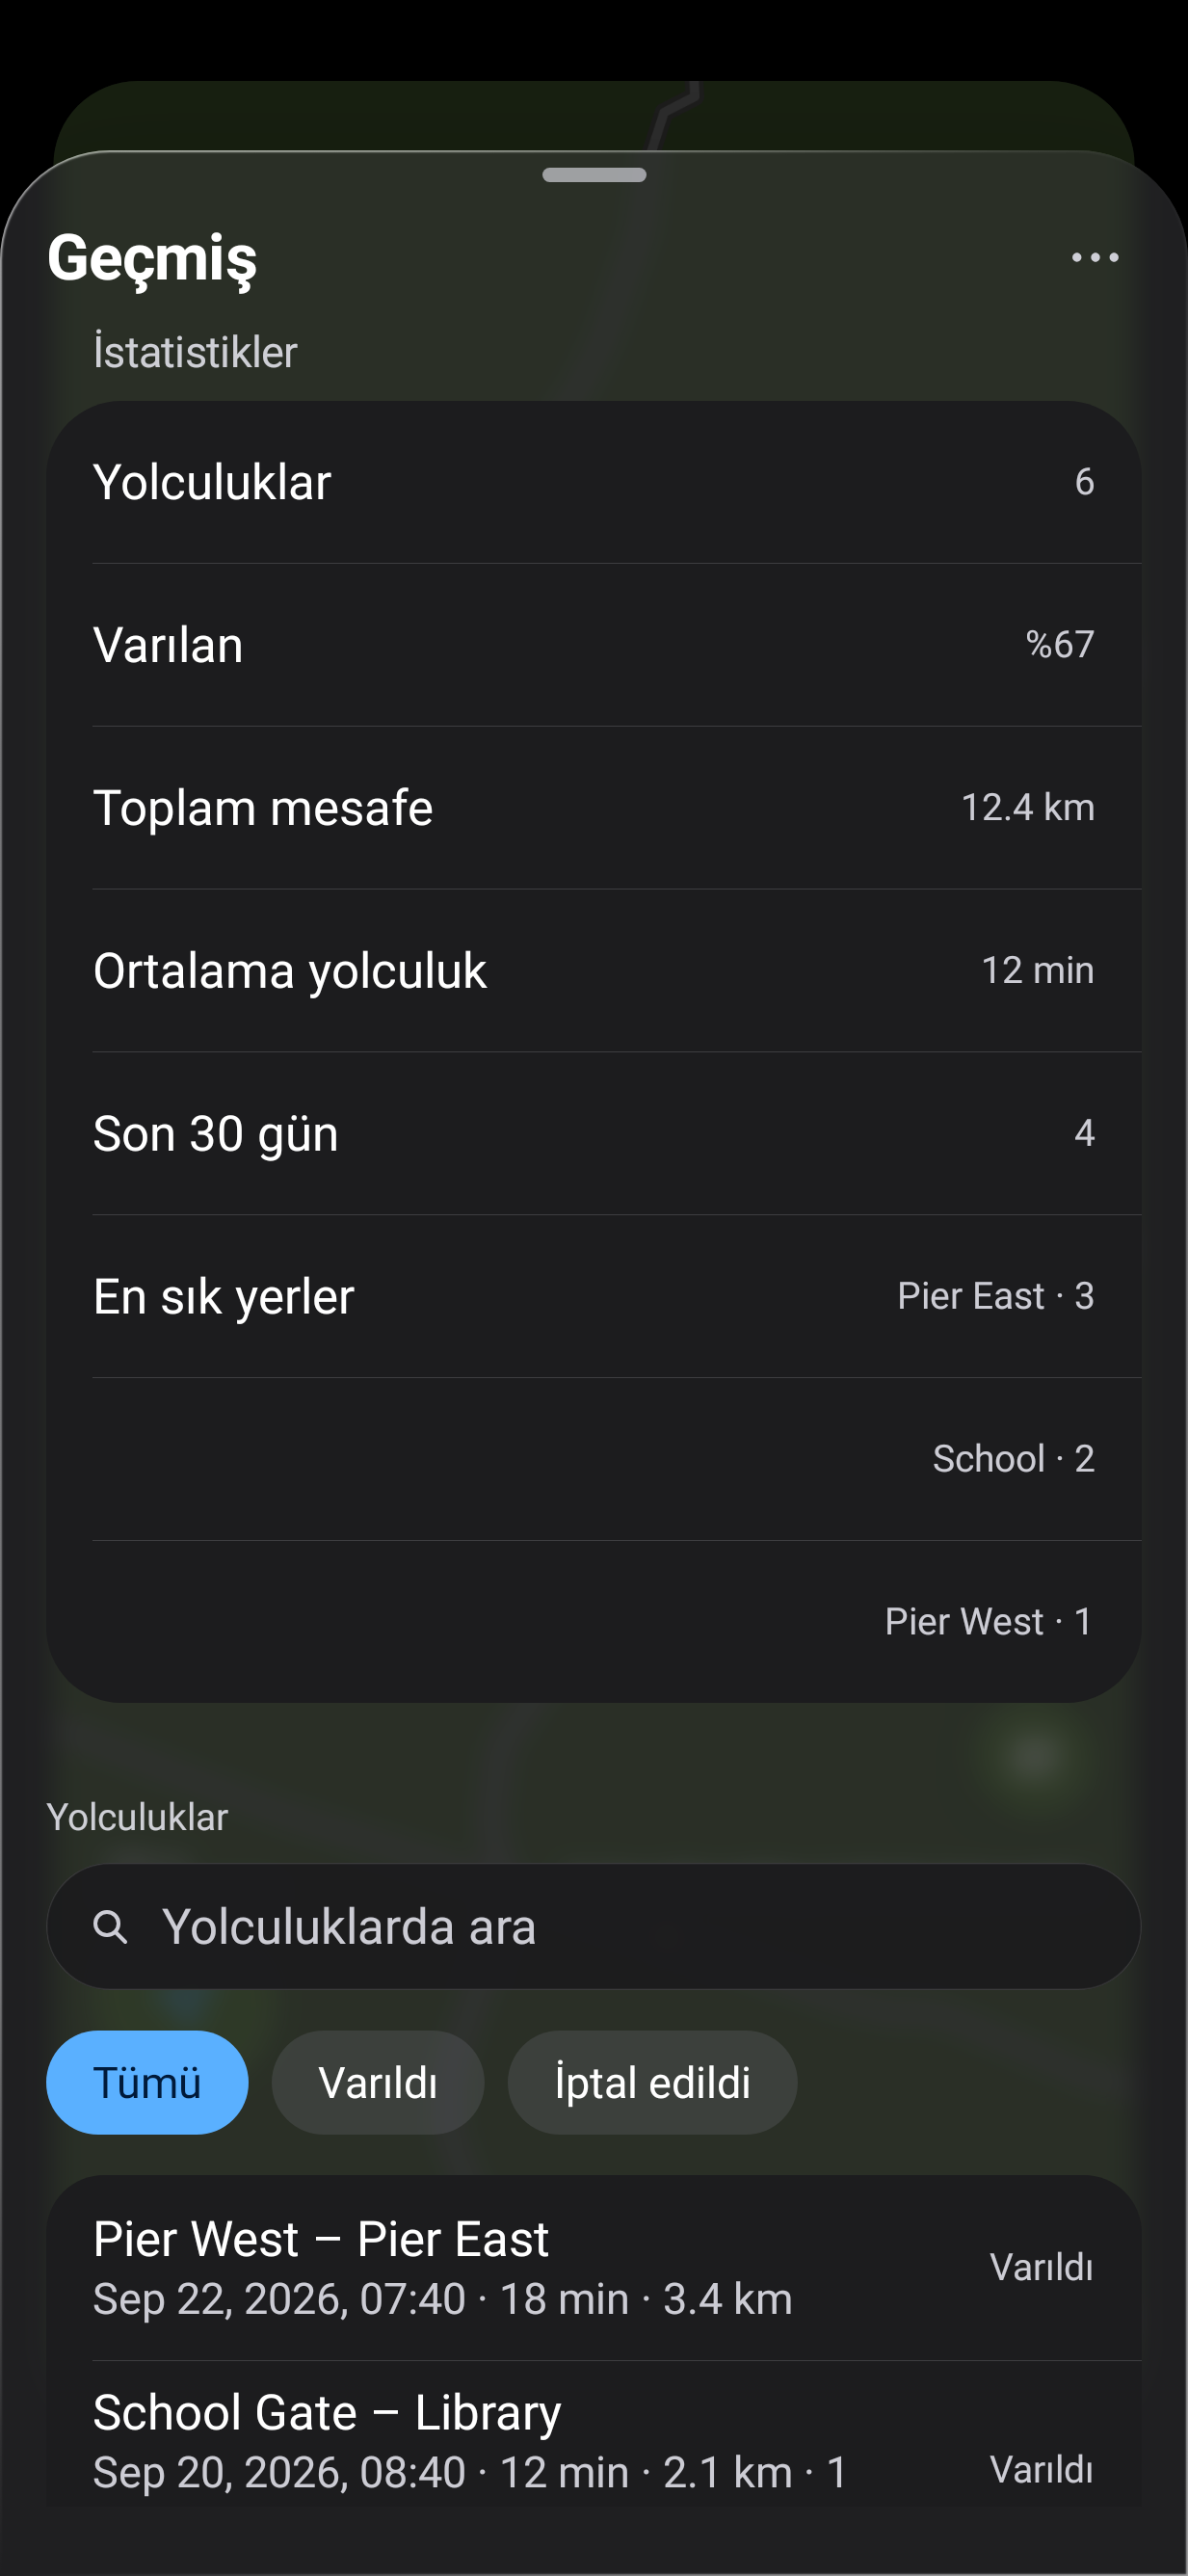 Geçmiş
İstatistikler
Yolculuklar 6
Varılan %67
Toplam mesafe 12.4 km
Ortalama yolculuk 12 min
Son 30 gün 4
En sık yerler Pier East · 3
School · 2
Pier West · 1
Yolculuklar
Yolculuklarda ara
Tümü Varıldı İptal edildi
Pier West – Pier East
Sep 22, 2026, 07:40 · 18 min · 3.4 km Varıldı
School Gate – Library
Sep 20, 2026, 08:40 · 12 min · 2.1 km · 1 Varıldı